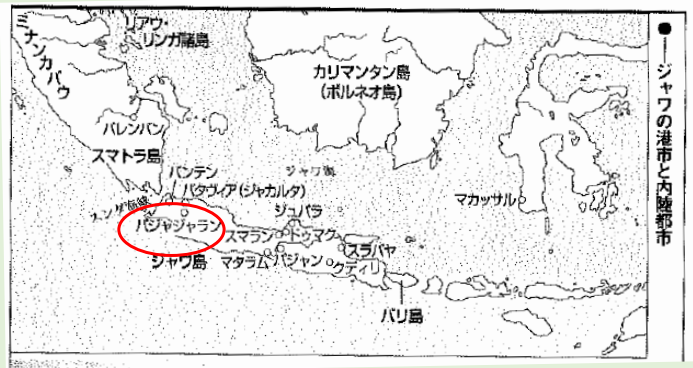 ●──ジャワの港市と内陸都市
ミナンカバウ
リアウ・
リンガ諸島
カリマンタン島
(ボルネオ島)
パレンバン
スマトラ島
バンテン
バタヴィア(ジャカルタ)
ジャワ海
スンダ海峡
パジャジャラン
ジュパラ
スマラン
ドゥマク
スラバヤ
マカッサル
ジャワ島
マタラム
パジャン
クディリ
バリ島